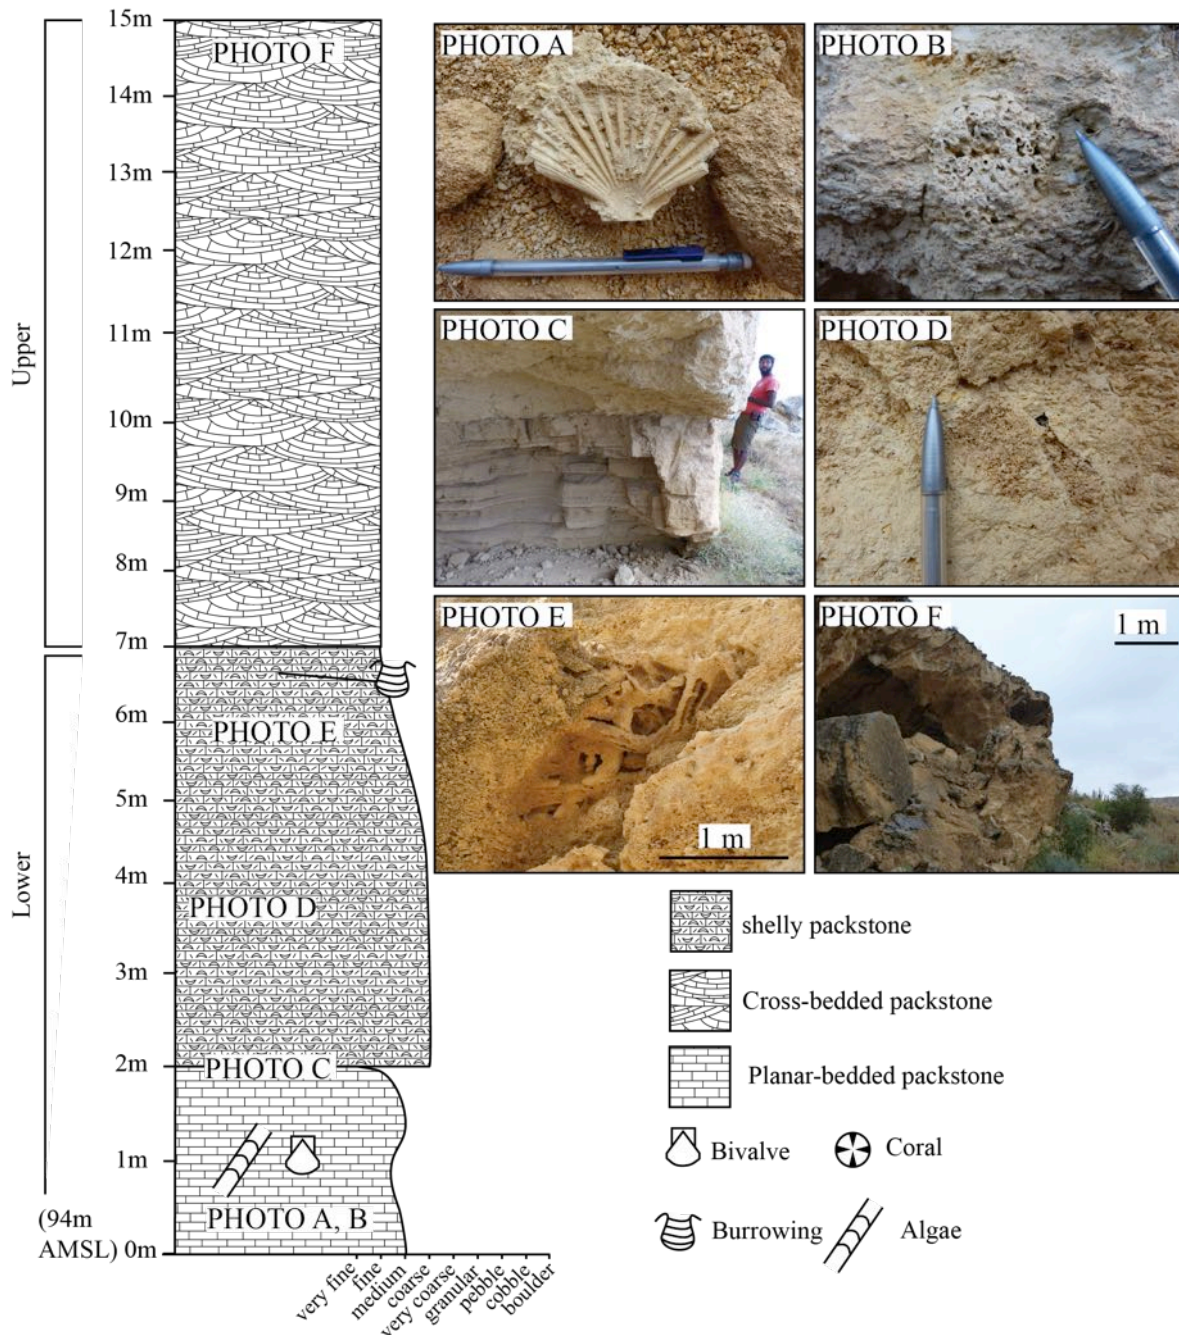 15m
PHOTO F
14m
13m
12m
11m
10m
9m
8m
7m
6m
PHOTO E
5m
4m
PHOTO D
3m
2m
PHOTO C
1m
PHOTO A, B
(94m
AMSL) 0m
Upper
Lower
very fine
fine
medium
coarse
very coarse
granular
pebble
cobble
boulder
PHOTO A
PHOTO B
PHOTO C
PHOTO D
PHOTO E
1 m
PHOTO F
1 m
shelly packstone
Cross-bedded packstone
Planar-bedded packstone
Bivalve
Coral
Burrowing
Algae